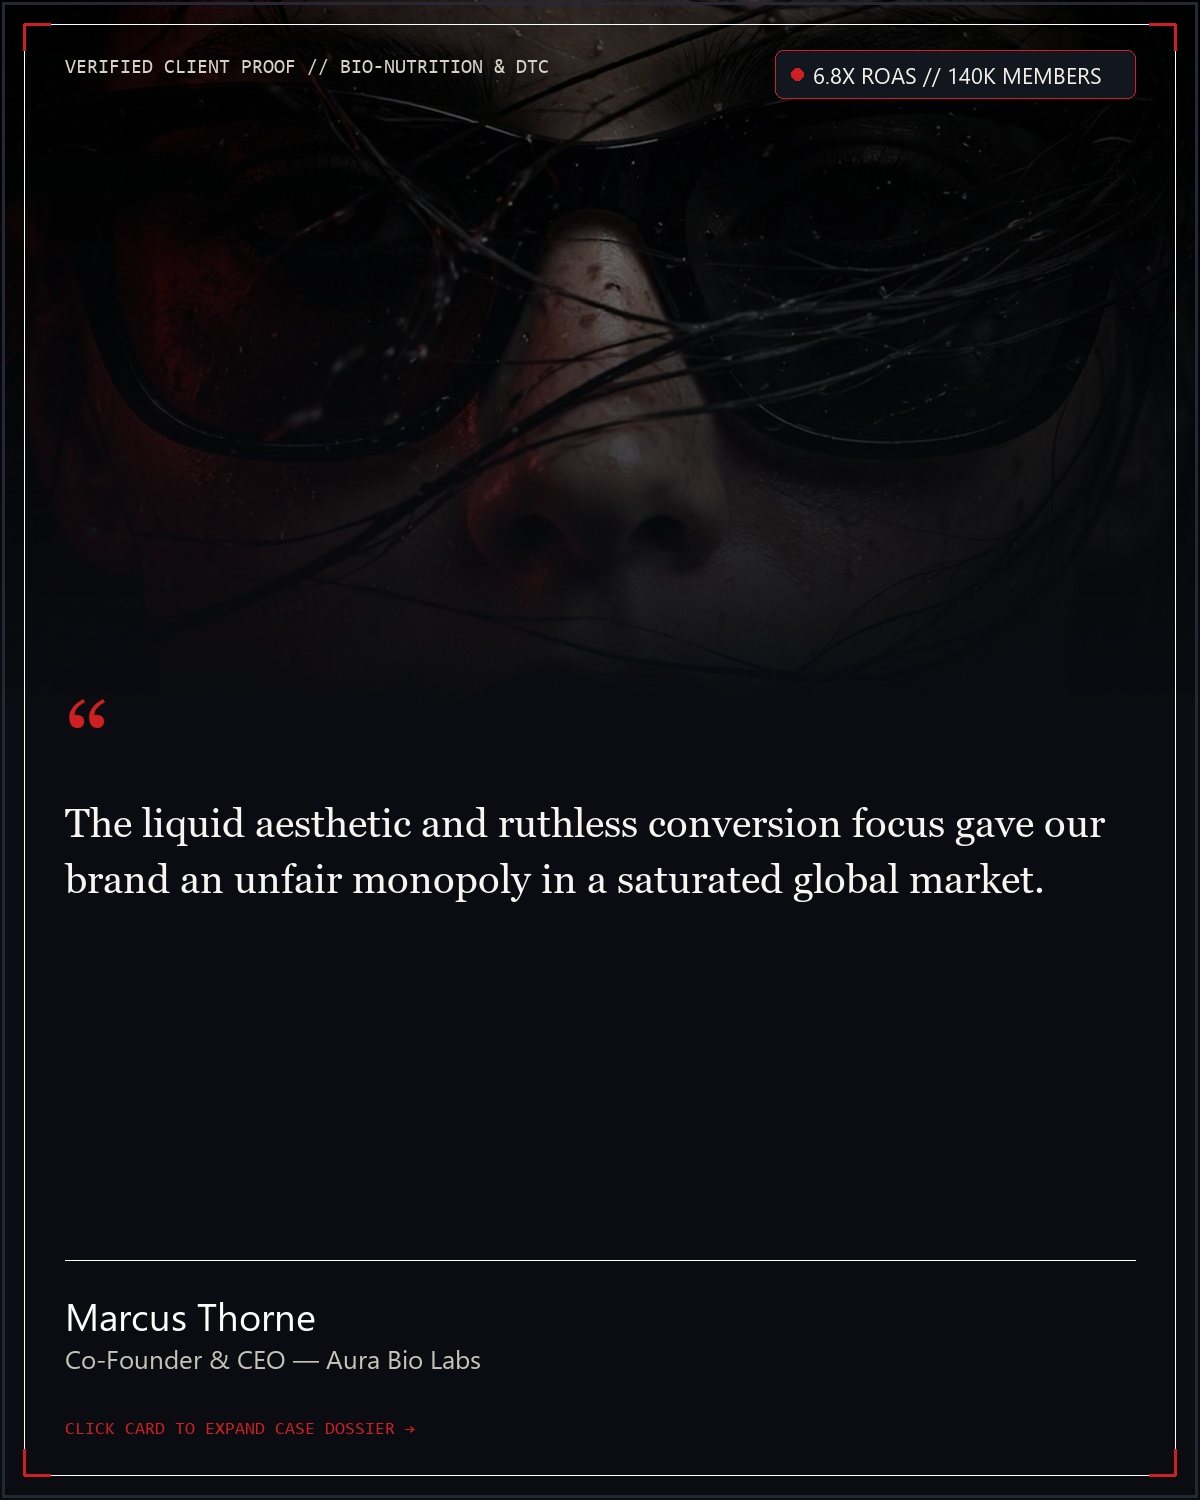 VERIFIED CLIENT PROOF // BIO-NUTRITION & DTC
6.8X ROAS // 140K MEMBERS
“
The liquid aesthetic and ruthless conversion focus gave our
brand an unfair monopoly in a saturated global market.
Marcus Thorne
Co-Founder & CEO — Aura Bio Labs
CLICK CARD TO EXPAND CASE DOSSIER →